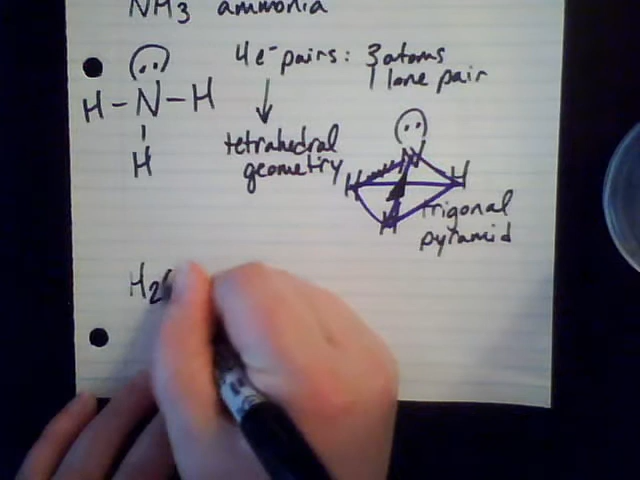 NH3 ammonia
H-N-H
H
4 e⁻ pairs: 3 atoms
1 lone pair
tetrahedral
geometry
N
H H
H
trigonal
pyramid
H2